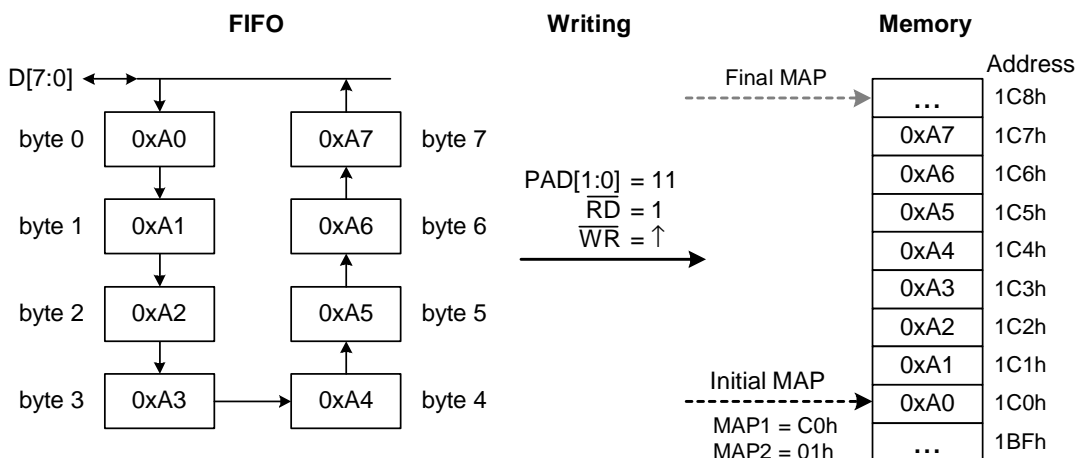 FIFO
Writing
Memory
Address
D[7:0]
Final MAP
... 1C8h
byte 0 0xA0 0xA7 byte 7
0xA7 1C7h
PAD[1:0] = 11
0xA6 1C6h
R̅D̅ = 1
byte 1 0xA1 0xA6 byte 6
0xA5 1C5h
W̅R̅ = ↑
0xA4 1C4h
0xA3 1C3h
byte 2 0xA2 0xA5 byte 5
0xA2 1C2h
0xA1 1C1h
Initial MAP
byte 3 0xA3 0xA4 byte 4
0xA0 1C0h
MAP1 = C0h
MAP2 = 01h
... 1BFh